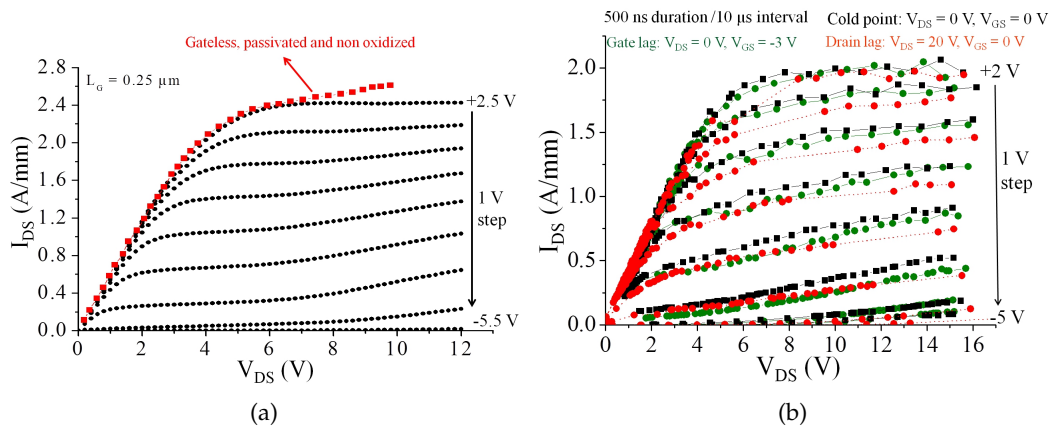 Gateless, passivated and non oxidized
L_G = 0.25 µm
I_DS (A/mm)
2.8
2.4
2.0
1.6
1.2
0.8
0.4
0.0
+2.5 V
1 V
step
-5.5 V
0 2 4 6 8 10 12
V_DS (V)
(a)
500 ns duration /10 µs interval
Cold point: V_DS = 0 V, V_GS = 0 V
Gate lag: V_DS = 0 V, V_GS = -3 V
Drain lag: V_DS = 20 V, V_GS = 0 V
I_DS (A/mm)
2.0
1.5
1.0
0.5
0.0
+2 V
1 V
step
-5 V
0 2 4 6 8 10 12 14 16
V_DS (V)
(b)